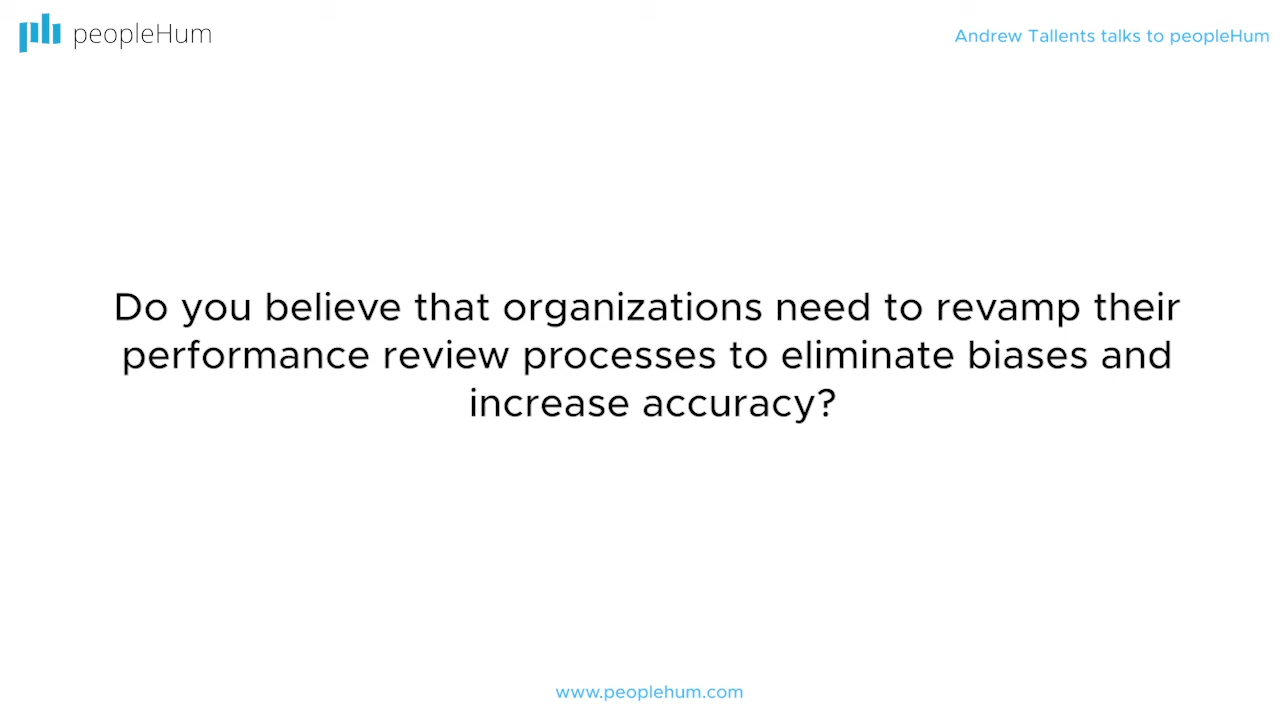 peopleHum
Andrew Tallents talks to peopleHum
Do you believe that organizations need to revamp their
performance review processes to eliminate biases and
increase accuracy?
www.peoplehum.com